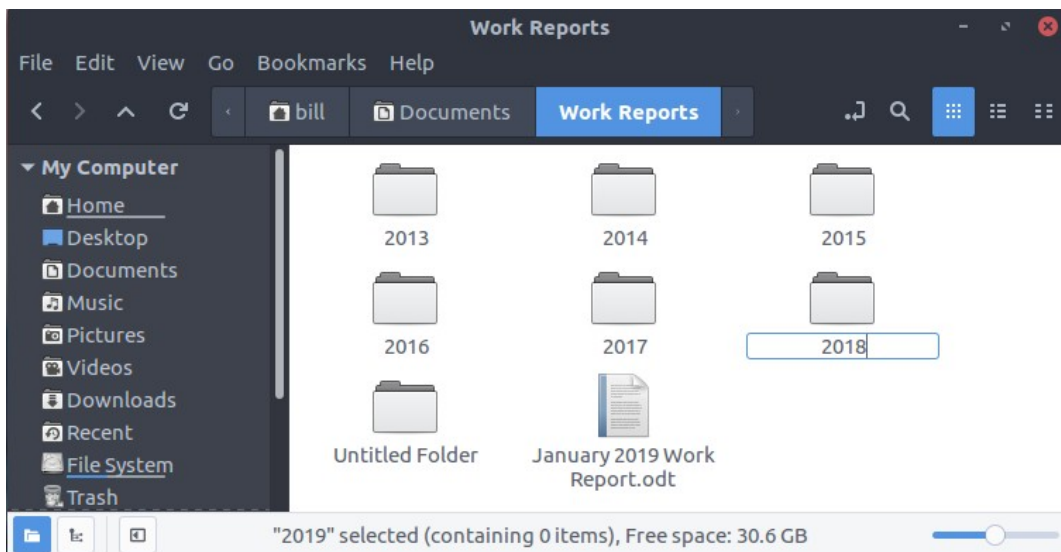 Work Reports
File Edit View Go Bookmarks Help
bill Documents Work Reports
My Computer
Home
Desktop
Documents
Music
Pictures
Videos
Downloads
Recent
File System
Trash
2013 2014 2015
2016 2017 2018
Untitled Folder January 2019 Work
Report.odt
"2019" selected (containing 0 items), Free space: 30.6 GB